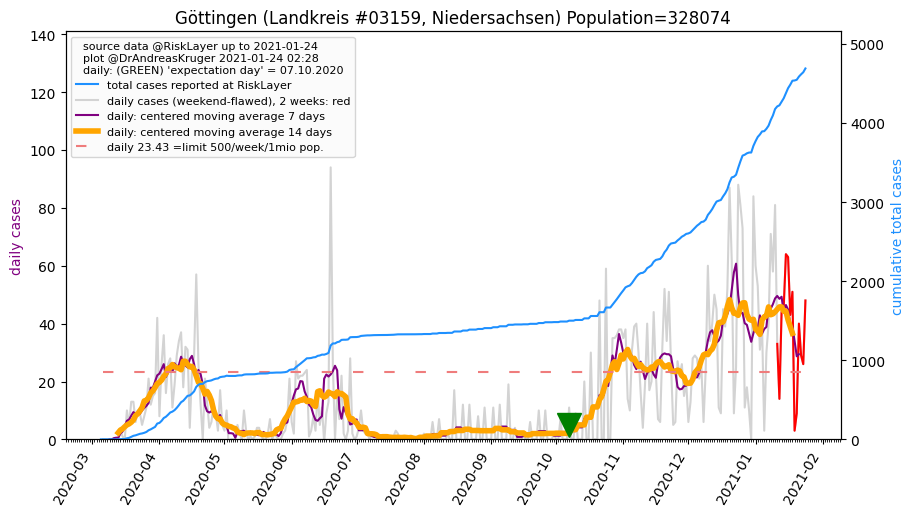 Göttingen (Landkreis #03159, Niedersachsen) Population=328074
source data @RiskLayer up to 2021-01-24
plot @DrAndreasKruger 2021-01-24 02:28
daily: (GREEN) 'expectation day' = 07.10.2020
total cases reported at RiskLayer
daily cases (weekend-flawed), 2 weeks: red
daily: centered moving average 7 days
daily: centered moving average 14 days
daily 23.43 =limit 500/week/1mio pop.
daily cases
140
120
100
80
60
40
20
0
cumulative total cases
5000
4000
3000
2000
1000
0
2020-03
2020-04
2020-05
2020-06
2020-07
2020-08
2020-09
2020-10
2020-11
2020-12
2021-01
2021-02